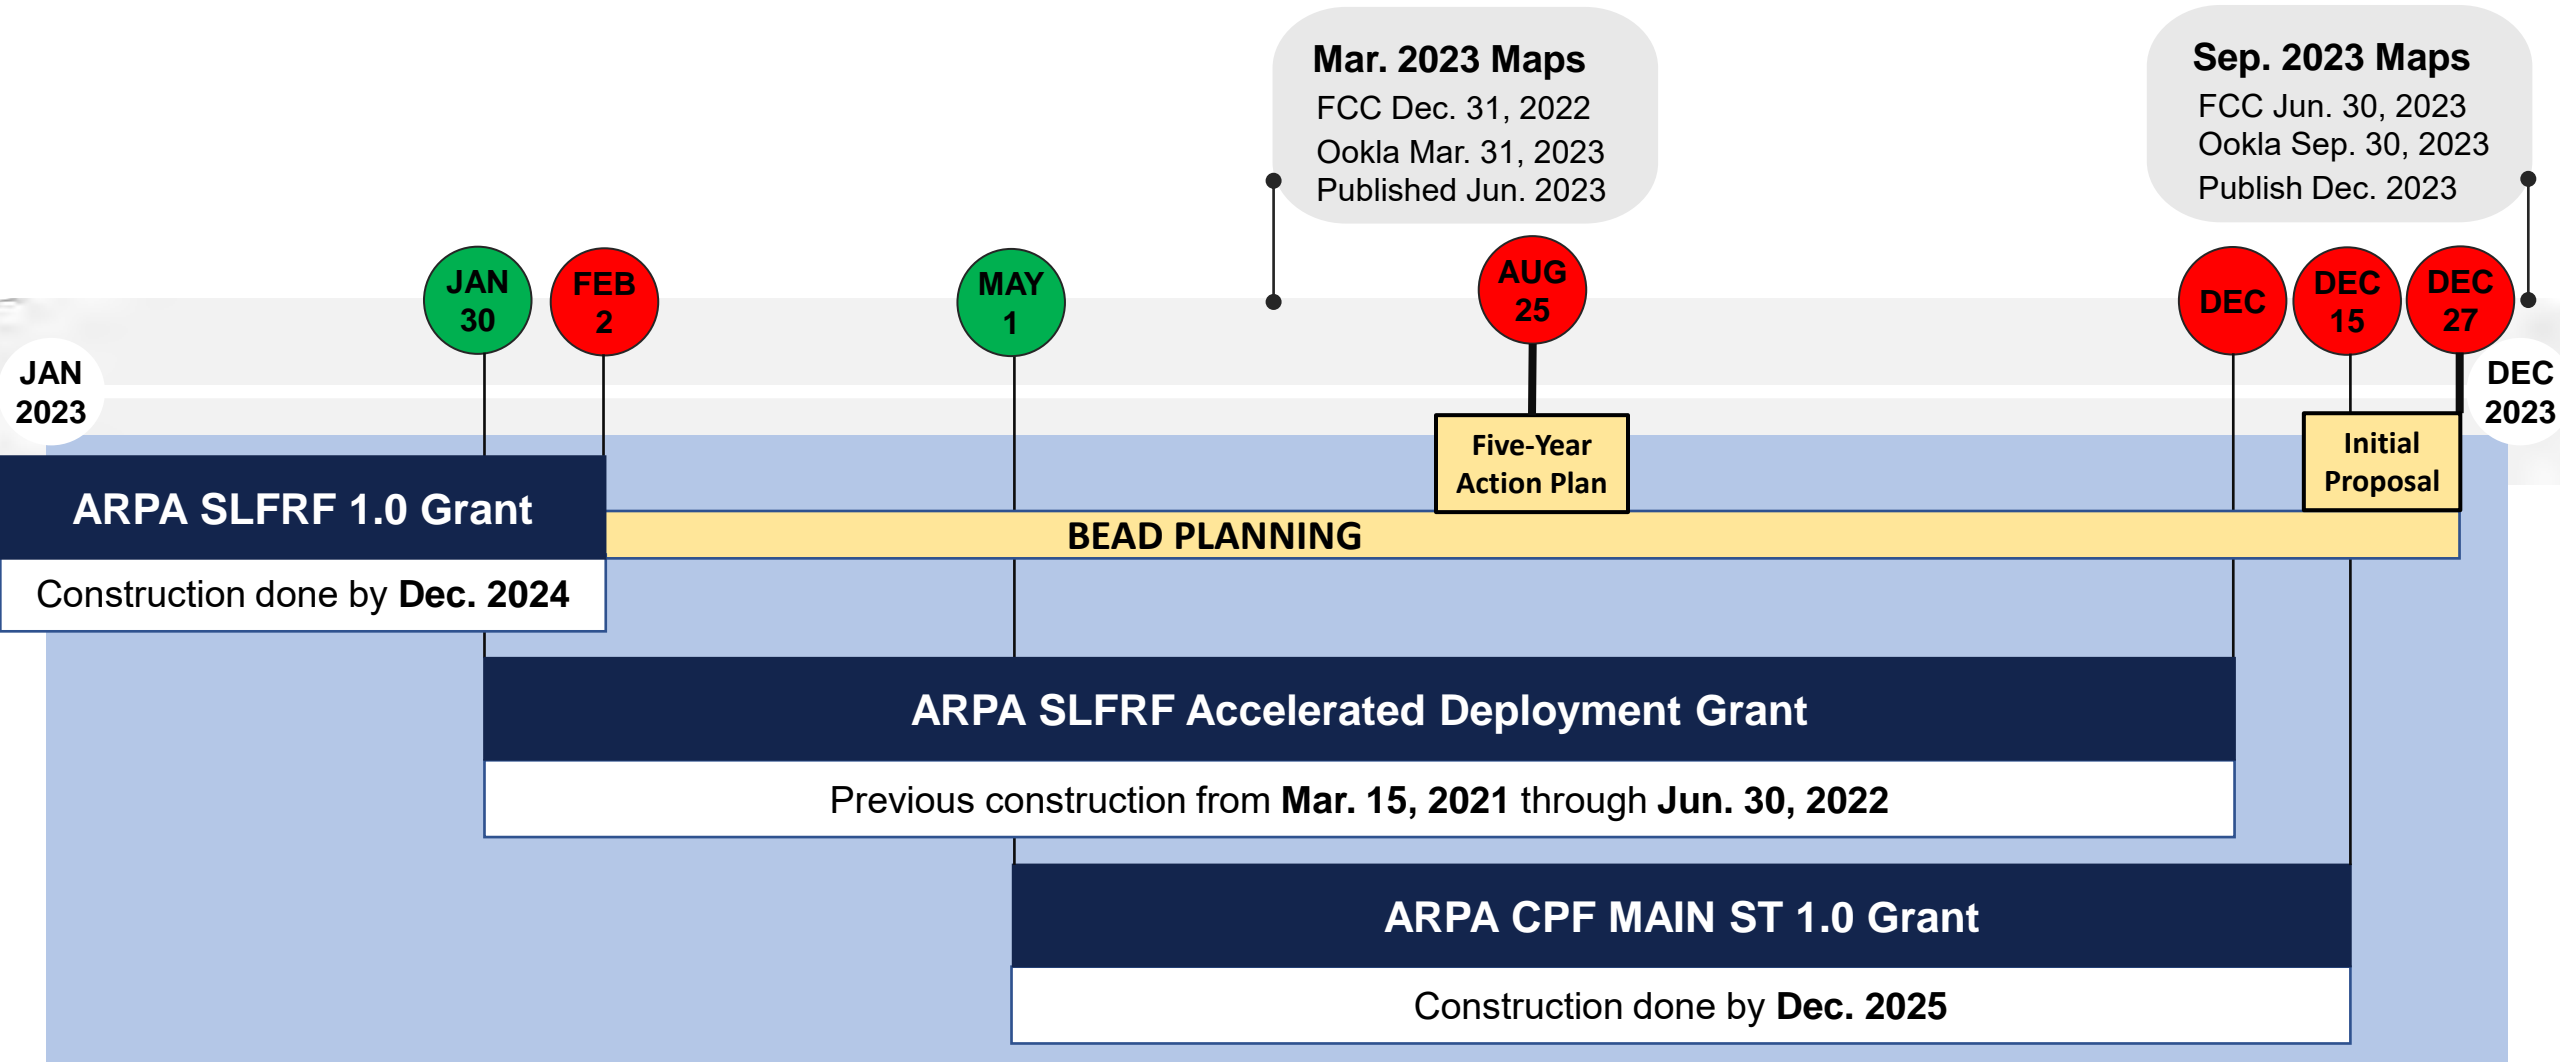 Mar. 2023 Maps
FCC Dec. 31, 2022
Ookla Mar. 31, 2023
Published Jun. 2023
Sep. 2023 Maps
FCC Jun. 30, 2023
Ookla Sep. 30, 2023
Publish Dec. 2023
JAN
30
FEB
2
MAY
1
AUG
25
DEC
DEC
15
DEC
27
JAN
2023
DEC
2023
Five-Year
Action Plan
Initial
Proposal
ARPA SLFRF 1.0 Grant
BEAD PLANNING
Construction done by Dec. 2024
ARPA SLFRF Accelerated Deployment Grant
Previous construction from Mar. 15, 2021 through Jun. 30, 2022
ARPA CPF MAIN ST 1.0 Grant
Construction done by Dec. 2025